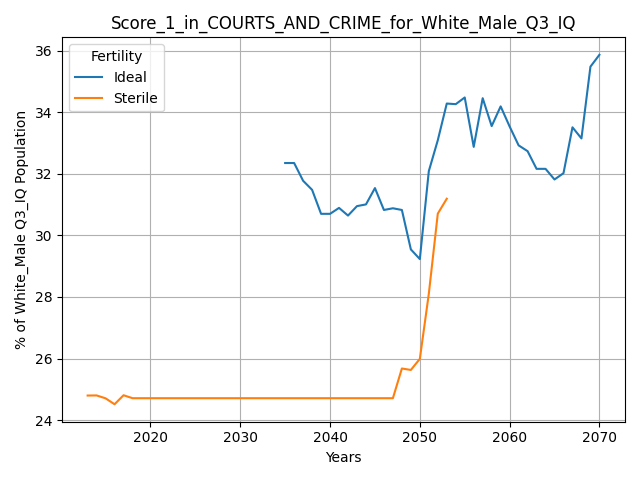 Score_1_in_COURTS_AND_CRIME_for_White_Male_Q3_IQ
Fertility
Ideal
Sterile
% of White_Male Q3_IQ Population
36
34
32
30
28
26
24
2020
2030
2040
2050
2060
2070
Years